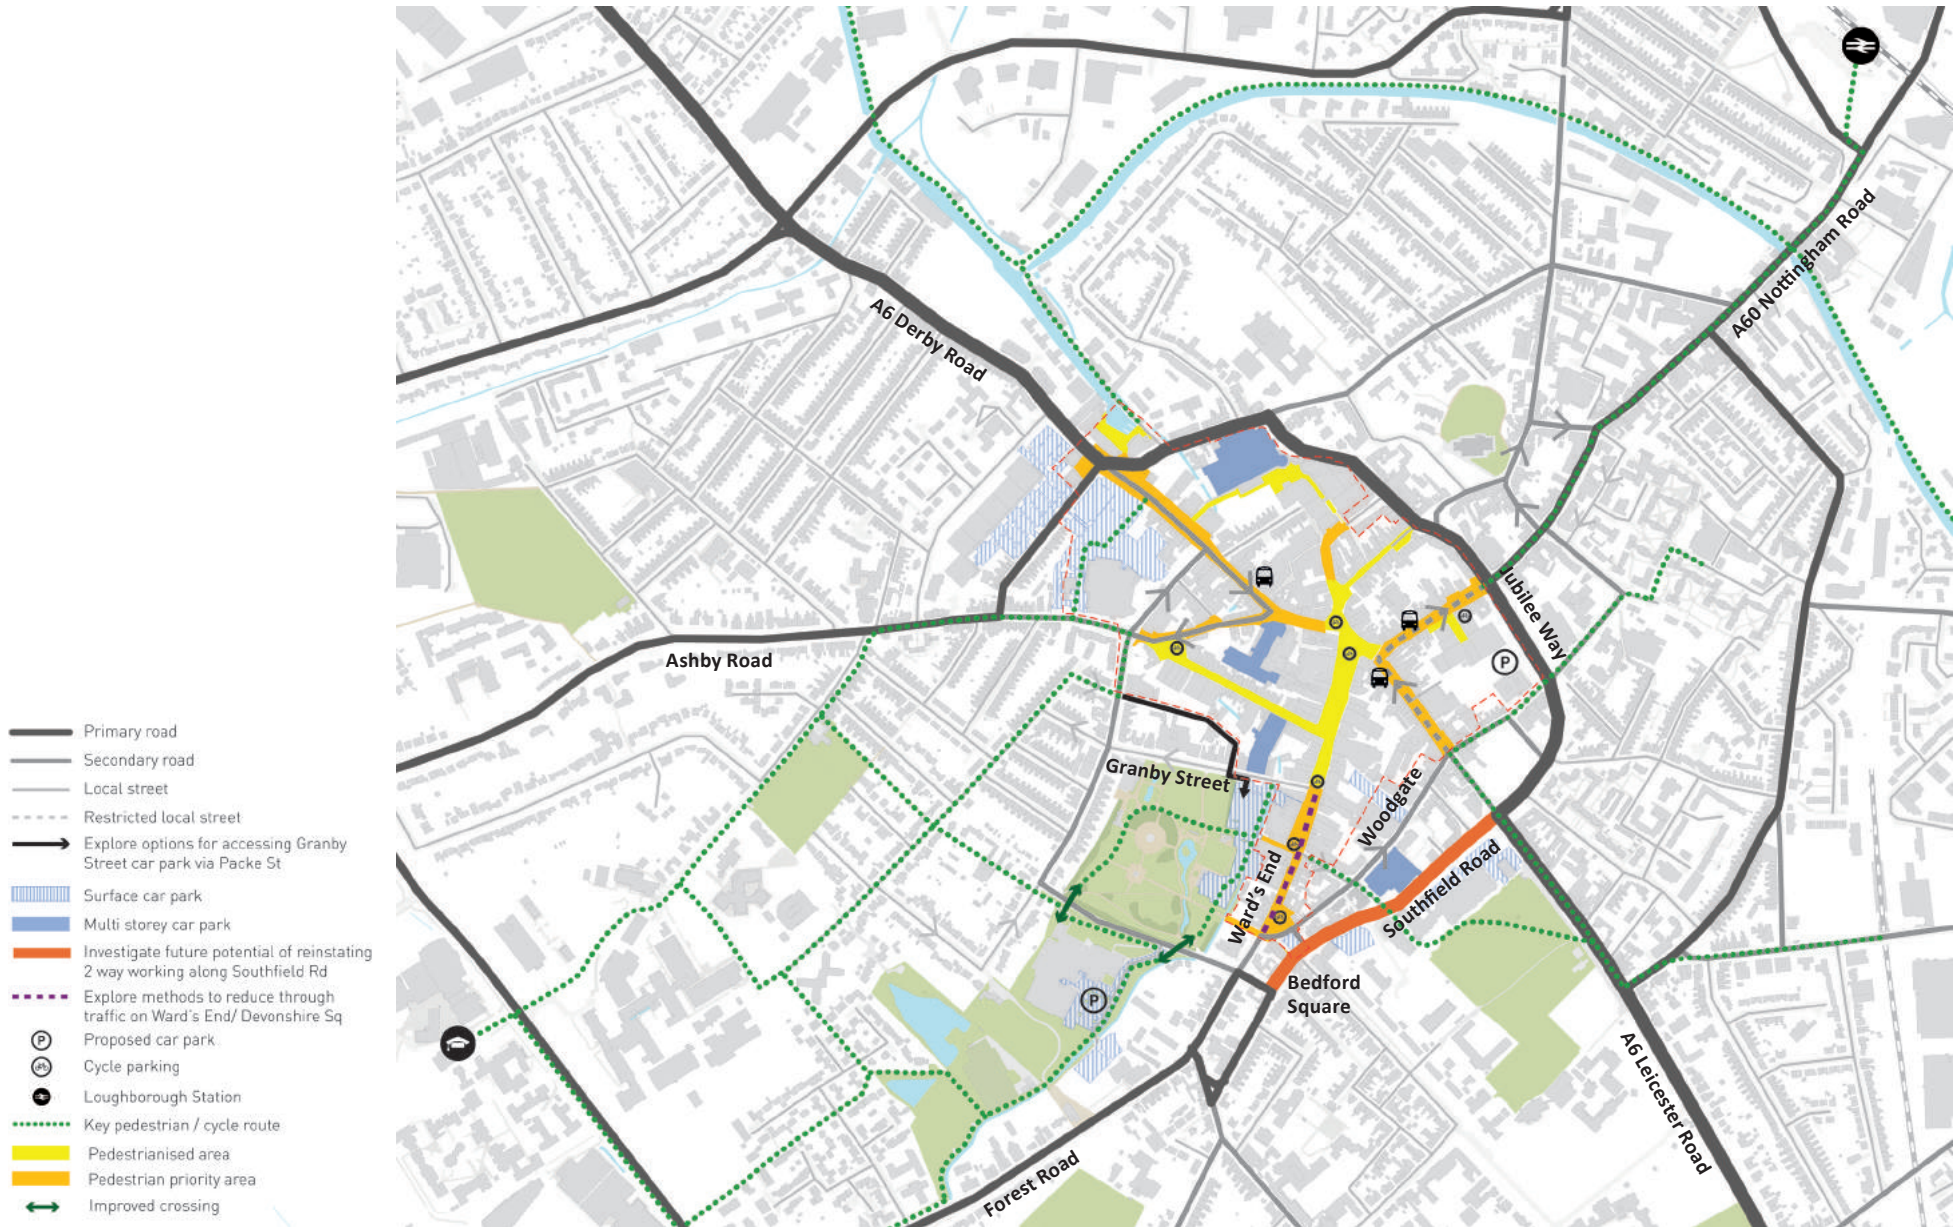 Primary road
Secondary road
Local street
Restricted local street
Explore options for accessing Granby
Street car park via Packe St
Surface car park
Multi storey car park
Investigate future potential of reinstating
2 way working along Southfield Rd
Explore methods to reduce through
traffic on Ward's End/ Devonshire Sq
P
Proposed car park
Cycle parking
Loughborough Station
Key pedestrian / cycle route
Pedestrianised area
Pedestrian priority area
Improved crossing
A60 Nottingham Road
A6 Derby Road
Jubilee Way
Ashby Road
P
Granby Street
Woodgate
Ward's End
Southfield Road
Bedford
Square
P
A6 Leicester Road
Forest Road